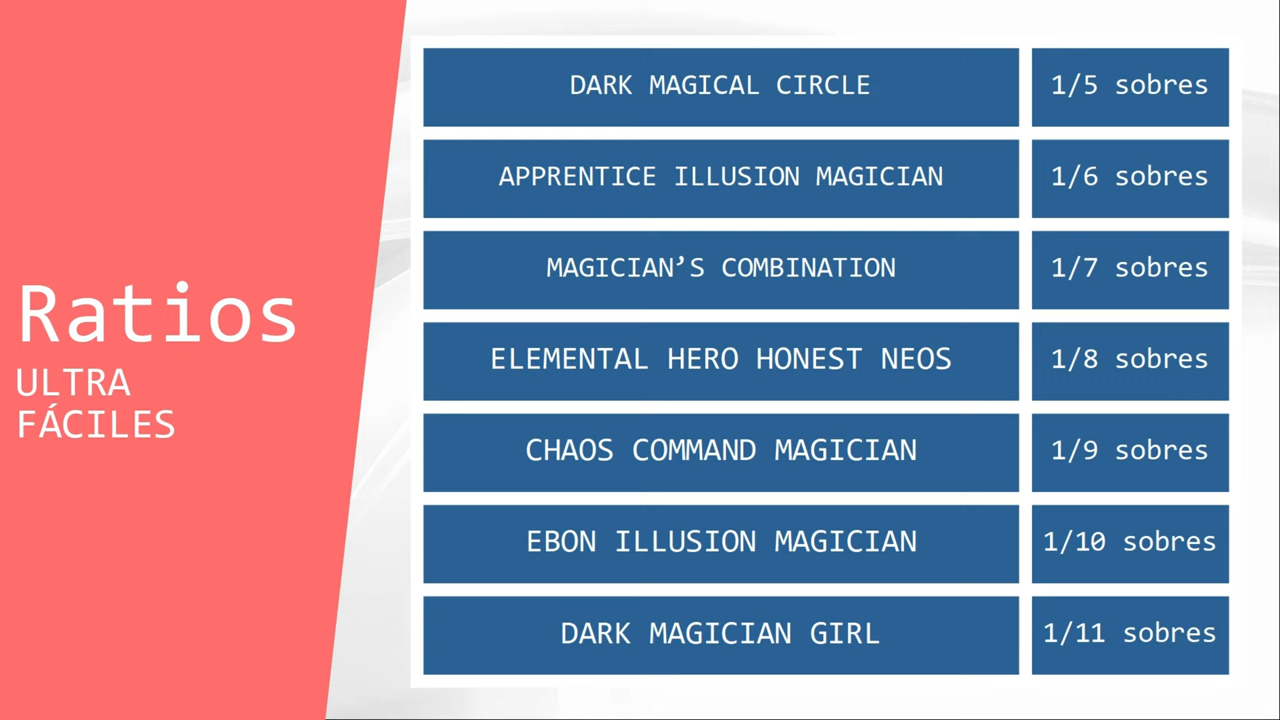 Ratios
ULTRA
FÁCILES
DARK MAGICAL CIRCLE 1/5 sobres
APPRENTICE ILLUSION MAGICIAN 1/6 sobres
MAGICIAN’S COMBINATION 1/7 sobres
ELEMENTAL HERO HONEST NEOS 1/8 sobres
CHAOS COMMAND MAGICIAN 1/9 sobres
EBON ILLUSION MAGICIAN 1/10 sobres
DARK MAGICIAN GIRL 1/11 sobres